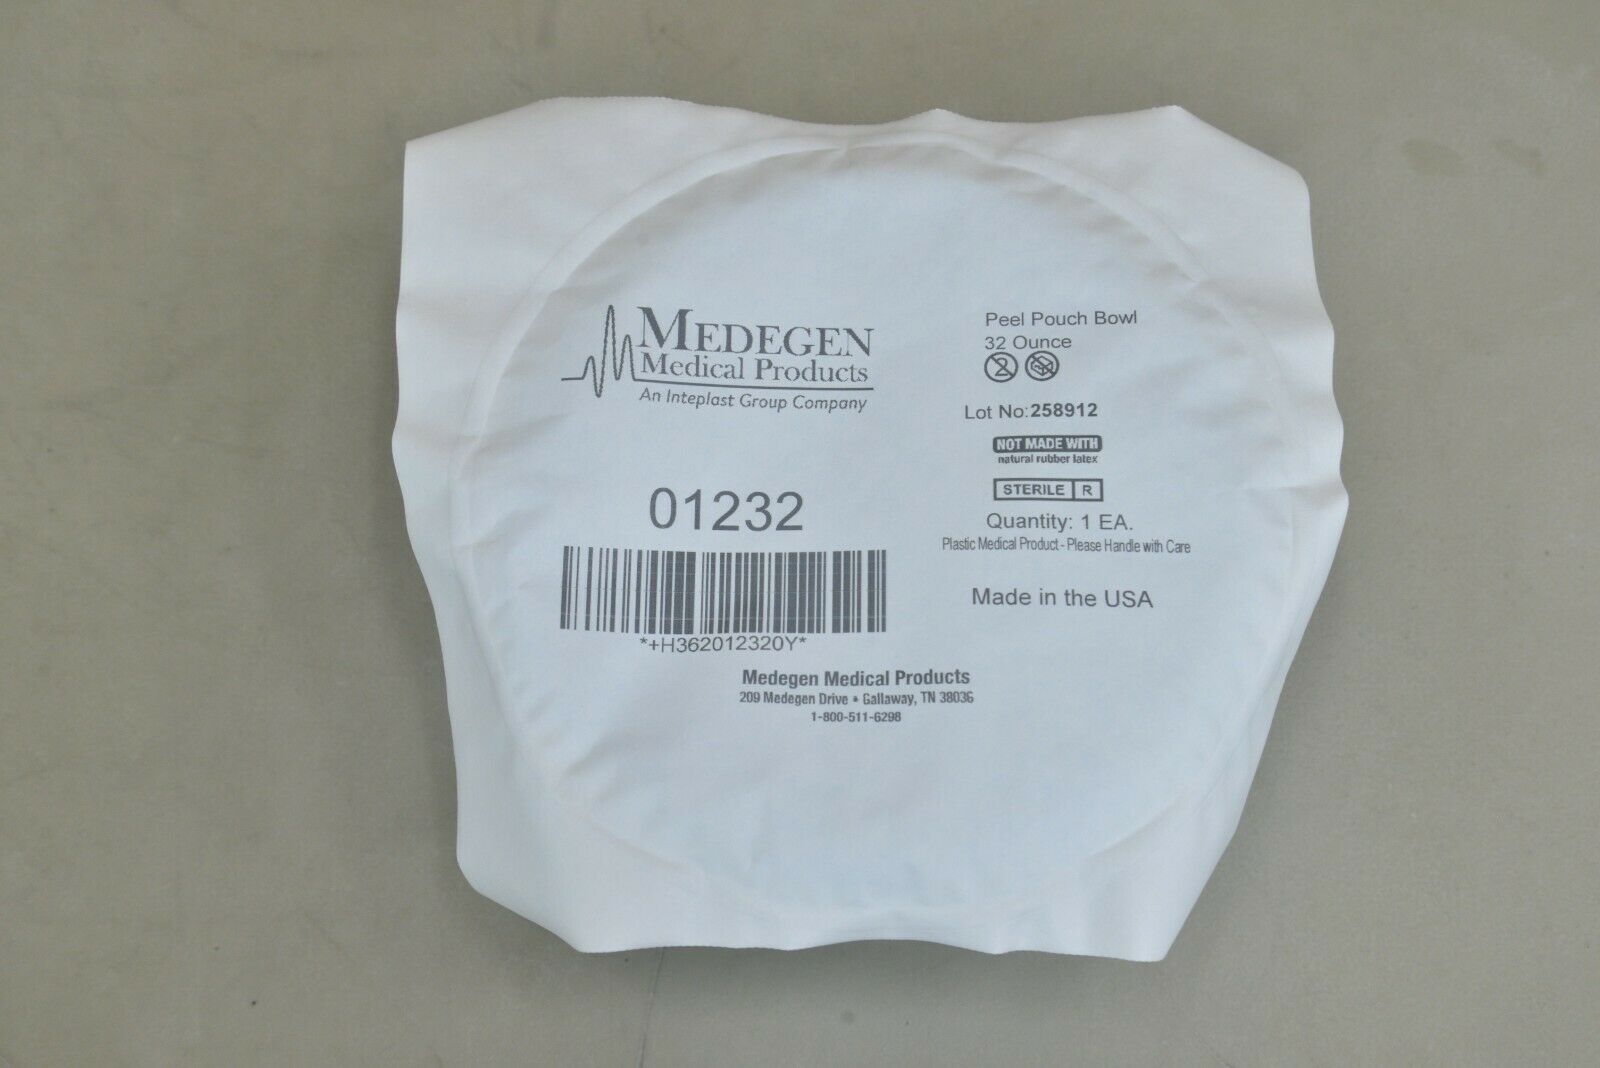 MEDEGEN
Medical Products
An Inteplast Group Company
Peel Pouch Bowl
32 Ounce
2
Lot No:258912
NOT MADE WITH
natural rubber latex
STERILE R
Quantity: 1 EA.
Plastic Medical Product - Please Handle with Care
Made in the USA
01232
*+H362012320Y*
Medegen Medical Products
209 Medegen Drive • Gallaway, TN 38036
1-800-511-6298